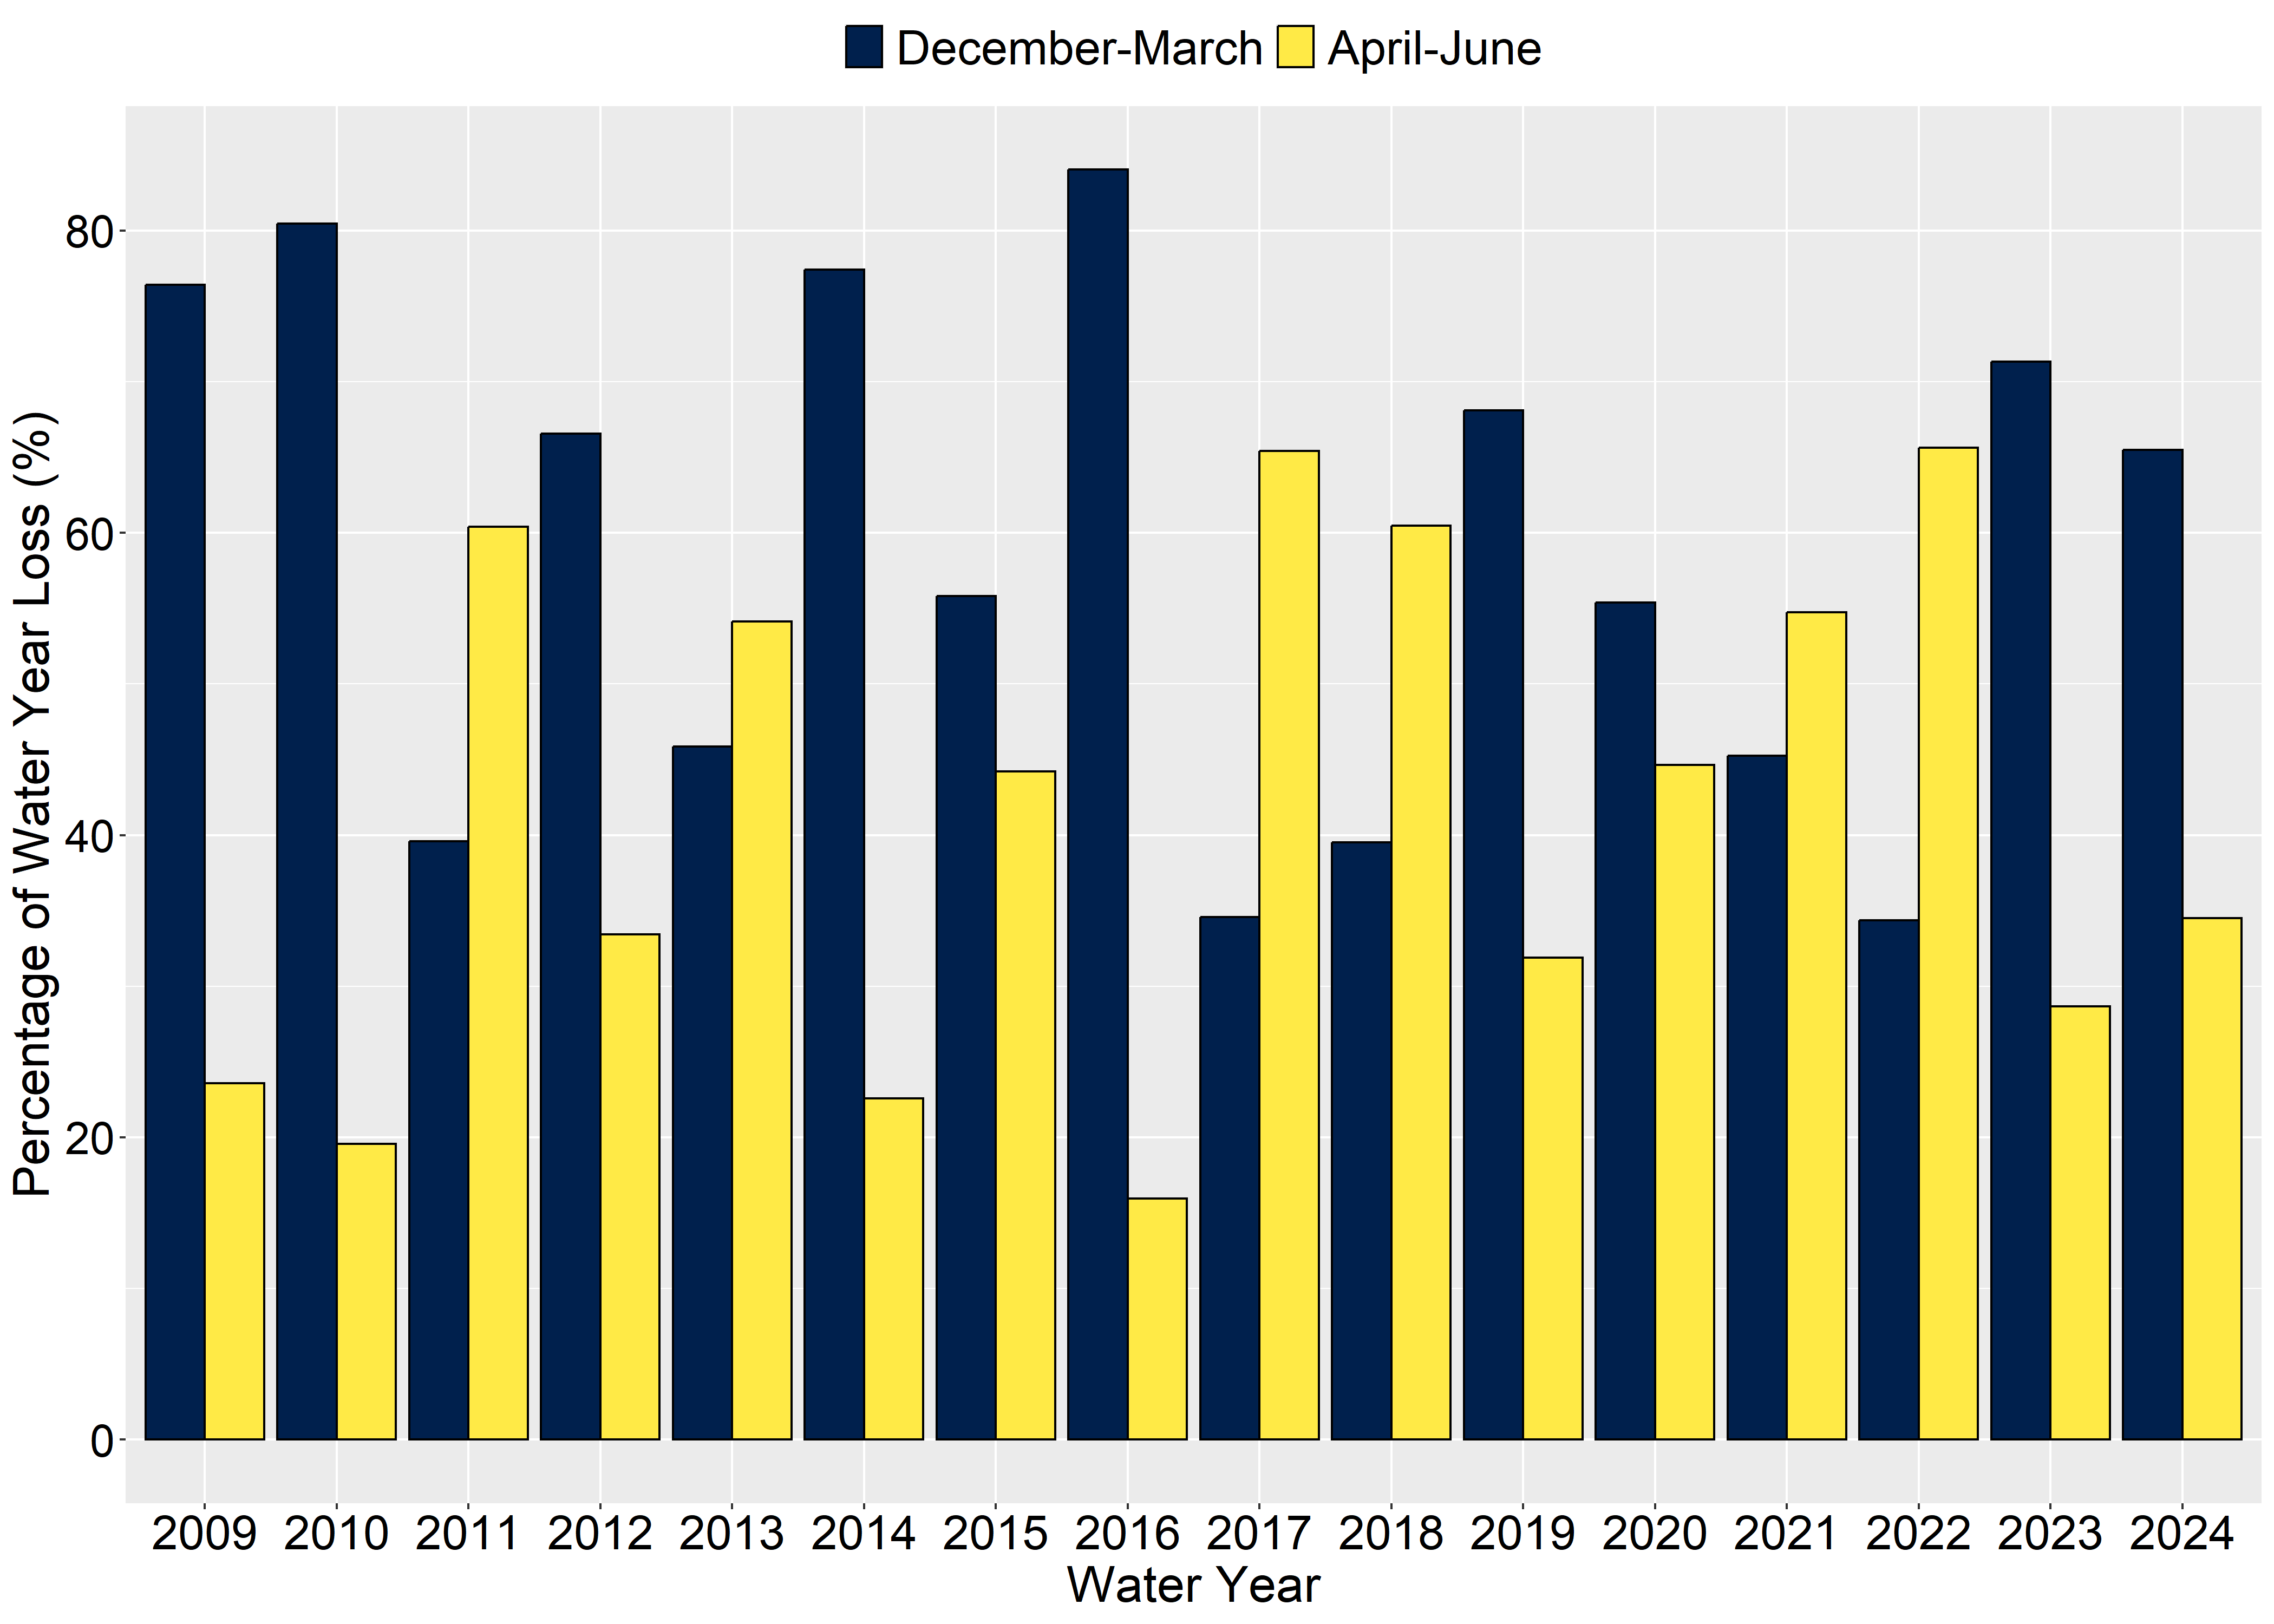 December-March April-June
Percentage of Water Year Loss (%)
80
60
40
20
0
2009 2010 2011 2012 2013 2014 2015 2016 2017 2018 2019 2020 2021 2022 2023 2024
Water Year